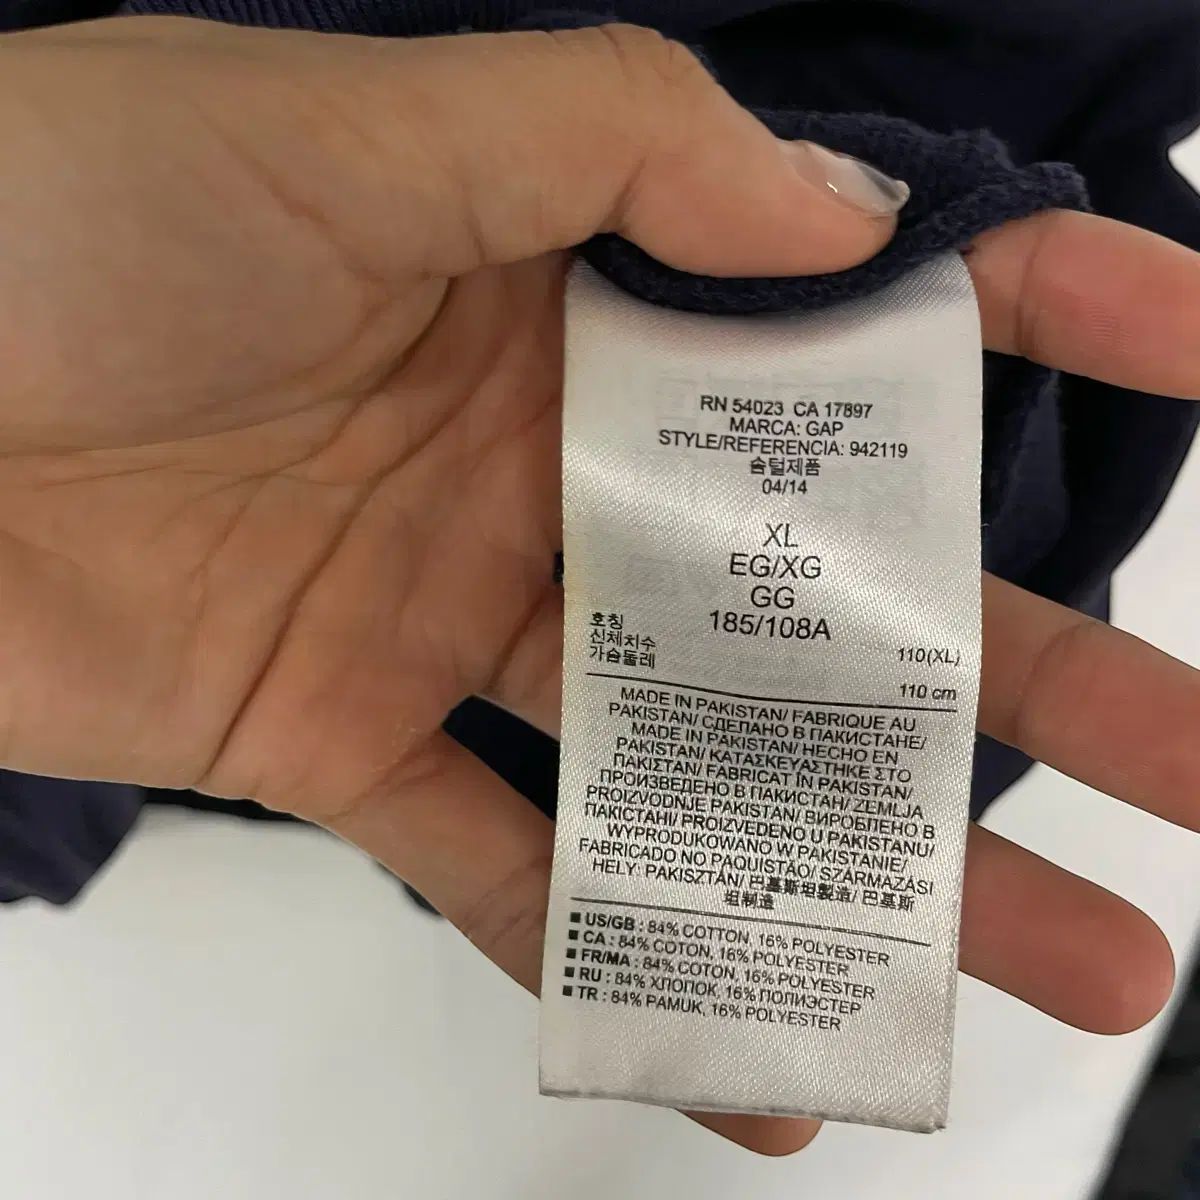 RN 54023 CA 17897
MARCA: GAP
STYLE/REFERENCIA: 942119
솜털제품
04/14
XL
EG/XG
GG
185/108A
호칭
신체치수
가슴둘레
110(XL)
110 cm
MADE IN PAKISTAN/ FABRIQUE AU
PAKISTAN/ СДЕЛАНО В ПАКИСТАНЕ/
MADE IN PAKISTAN/ HECHO EN
PAKISTAN/ ΚΑΤΑΣΚΕΥΑΣΤΗΚΕ ΣΤΟ
ΠΑΚΙΣΤΑΝ/ FABRICAT ÎN PAKISTAN/
ПРОИЗВЕДЕНО В ПАКИСТАН/ ZEMLJA
PROIZVODNJE PAKISTAN/ ВИРОБЛЕНО В
ПАКІСТАНІ/ PROIZVEDENO U PAKISTANU/
WYPRODUKOWANO W PAKISTANIE/
FABRICADO NO PAQUISTÃO/ SZÁRMAZÁSI
HELY: PAKISZTÁN/ 巴基斯坦製造/ 巴基斯
坦制造
■ US/GB : 84% COTTON, 16% POLYESTER
■ CA : 84% COTON, 16% POLYESTER
■ FR/MA : 84% COTON, 16% POLYESTER
■ RU : 84% ХЛОПОК, 16% ПОЛИЭСТЕР
■ TR : 84% PAMUK, 16% POLYESTER